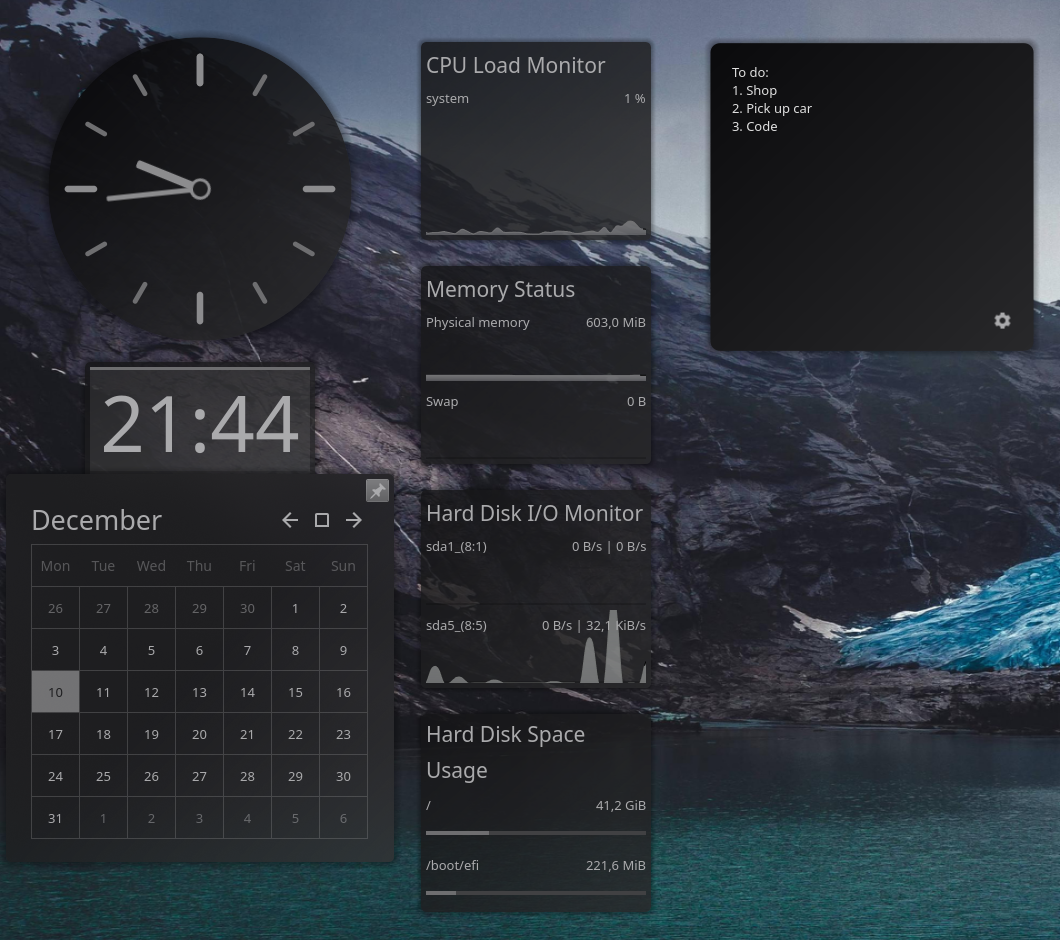 21:44
December
Mon Tue Wed Thu Fri Sat Sun
26 27 28 29 30 1 2
3 4 5 6 7 8 9
10 11 12 13 14 15 16
17 18 19 20 21 22 23
24 25 26 27 28 29 30
31 1 2 3 4 5 6
CPU Load Monitor
system 1 %
Memory Status
Physical memory 603,0 MiB
Swap 0 B
Hard Disk I/O Monitor
sda1_(8:1) 0 B/s | 0 B/s
sda5_(8:5) 0 B/s | 32,1 KiB/s
Hard Disk Space
Usage
/ 41,2 GiB
/boot/efi 221,6 MiB
To do:
1. Shop
2. Pick up car
3. Code